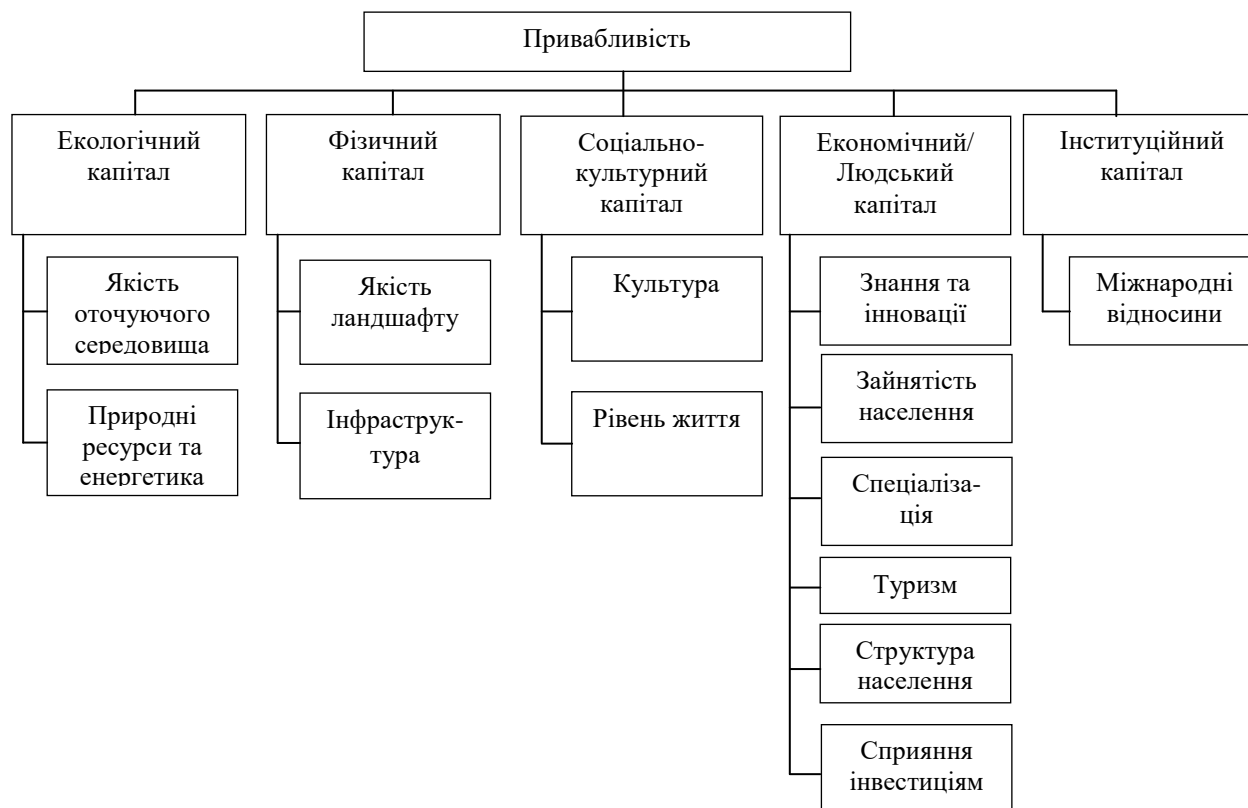 Привабливість
Екологічний
капітал
Фізичний
капітал
Соціально-
культурний
капітал
Економічний/
Людський
капітал
Інституційний
капітал
Якість
оточуючого
середовища
Природні
ресурси та
енергетика
Якість
ландшафту
Інфраструк-
тура
Культура
Рівень життя
Знання та
інновації
Зайнятість
населення
Спеціаліза-
ція
Туризм
Структура
населення
Сприяння
інвестиціям
Міжнародні
відносини